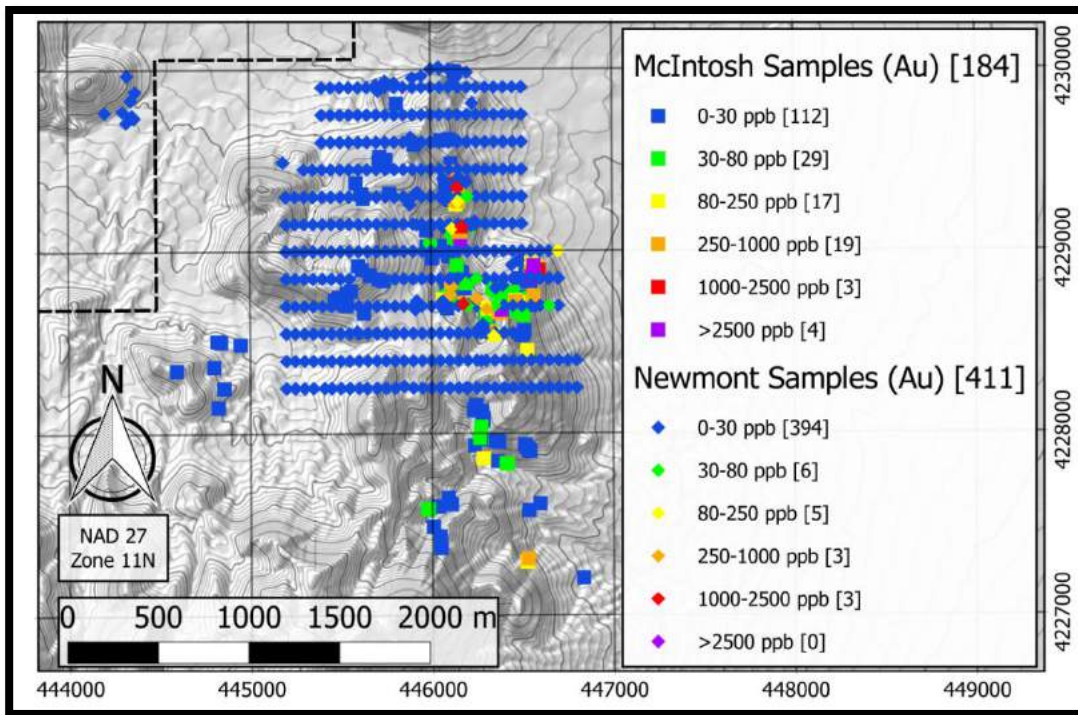 McIntosh Samples (Au) [184]
0-30 ppb [112]
30-80 ppb [29]
80-250 ppb [17]
250-1000 ppb [19]
1000-2500 ppb [3]
>2500 ppb [4]
Newmont Samples (Au) [411]
0-30 ppb [394]
30-80 ppb [6]
80-250 ppb [5]
250-1000 ppb [3]
1000-2500 ppb [3]
>2500 ppb [0]
4230000
4229000
4228000
4227000
N
NAD 27
Zone 11N
0 500 1000 1500 2000 m
444000 445000 446000 447000 448000 449000